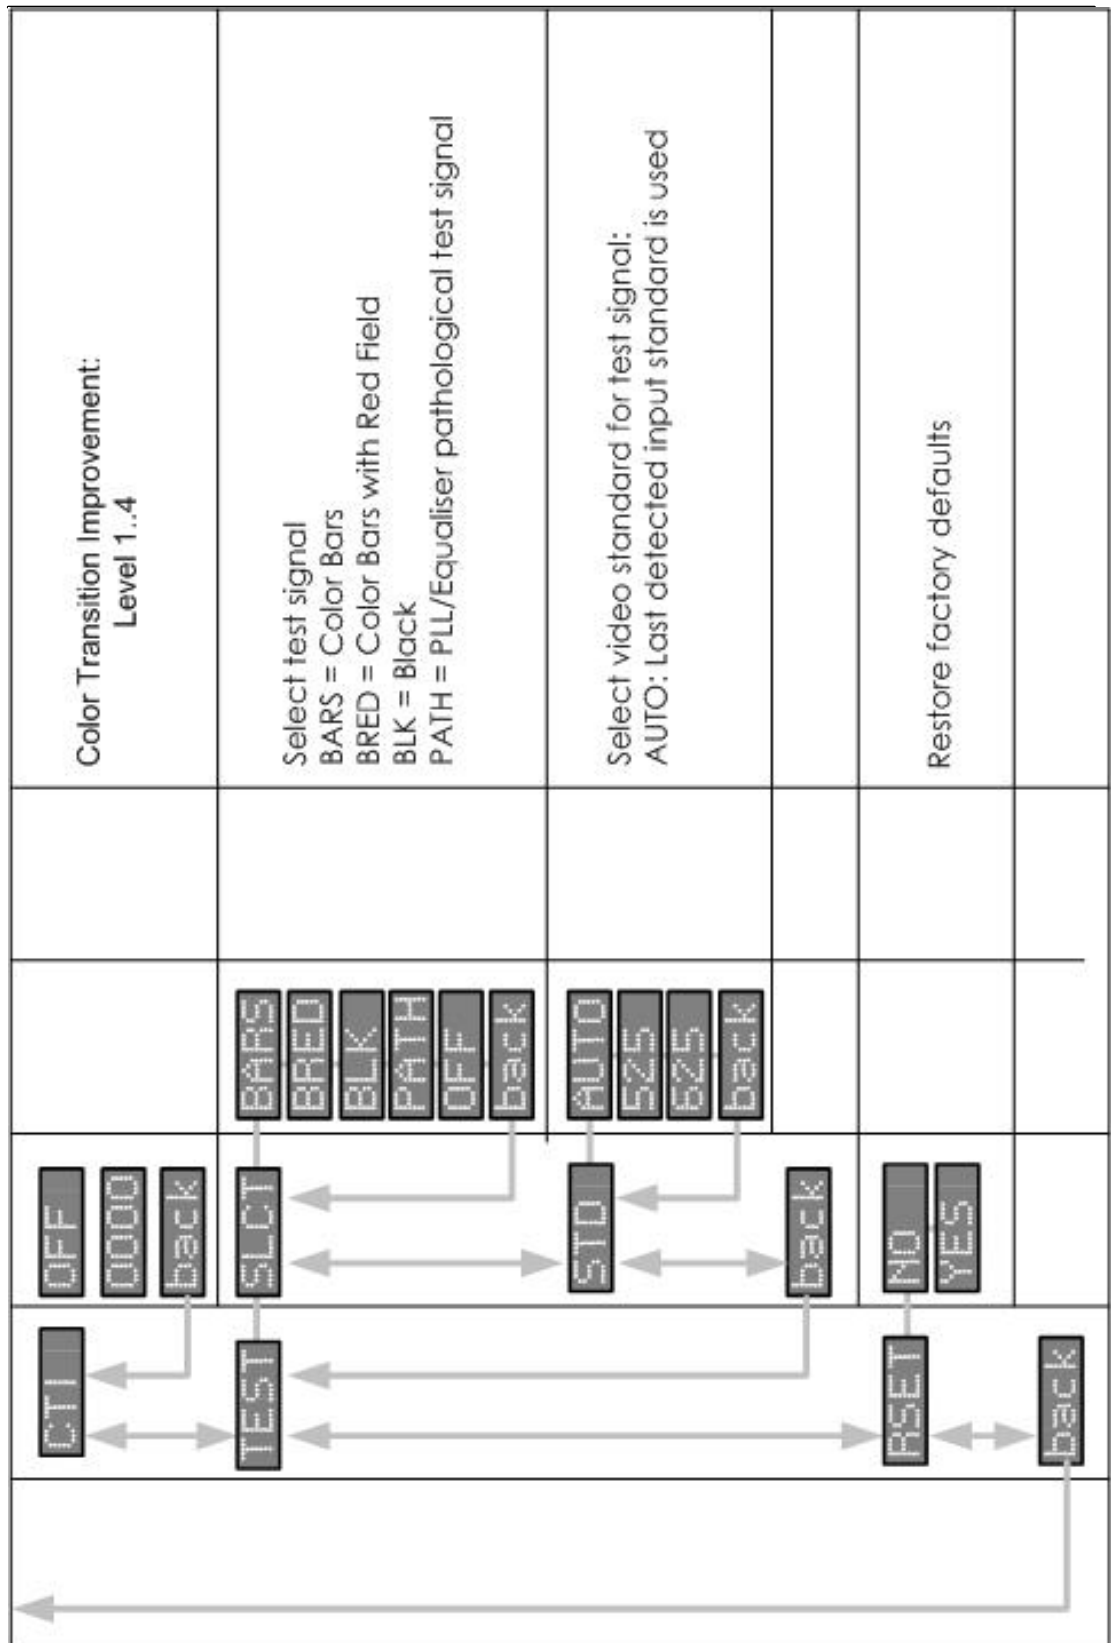 CTI
OFF
0000
back
Color Transition Improvement:
Level 1..4
TEST
SLCT
BARS
BRED
BLK
PATH
OFF
back
Select test signal
BARS = Color Bars
BRED = Color Bars with Red Field
BLK = Black
PATH = PLL/Equaliser pathological test signal
STD
AUTO
525
625
back
Select video standard for test signal:
AUTO: Last detected input standard is used
back
RSET
NO
YES
Restore factory defaults
back